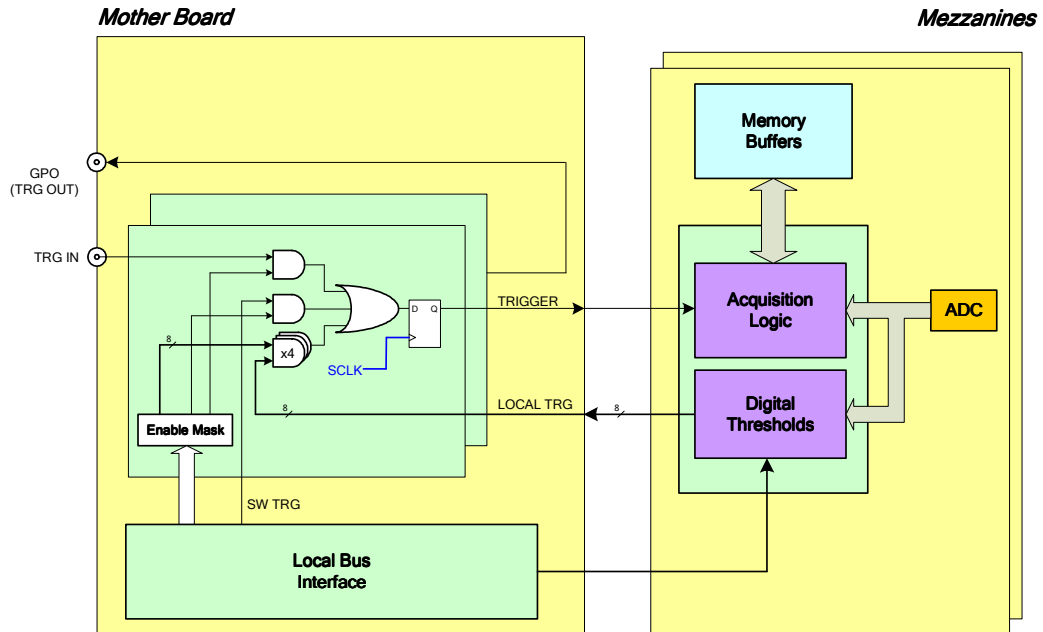 Mother Board
Mezzanines
Memory
Buffers
GPO
(TRG OUT)
TRG IN
TRIGGER
D Q
Acquisition
Logic
ADC
8
x4
SCLK
8
LOCAL TRG
8
Digital
Thresholds
Enable Mask
SW TRG
Local Bus
Interface